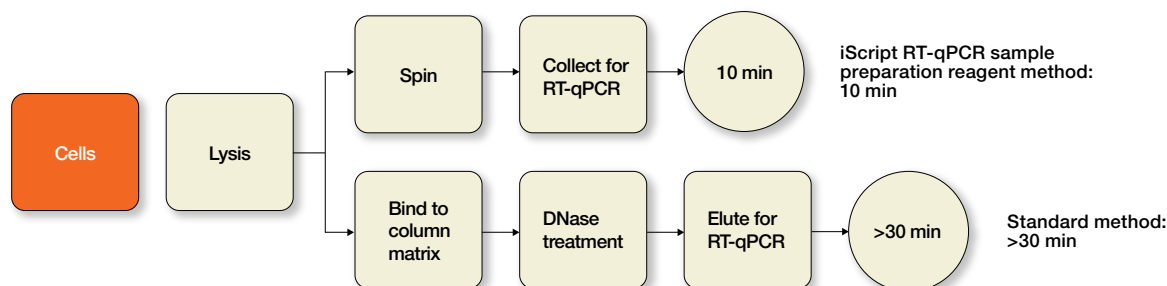 Cells
Lysis
Spin
Collect for
RT-qPCR
10 min
iScript RT-qPCR sample
preparation reagent method:
10 min
Bind to
column
matrix
DNase
treatment
Elute for
RT-qPCR
>30 min
Standard method:
>30 min